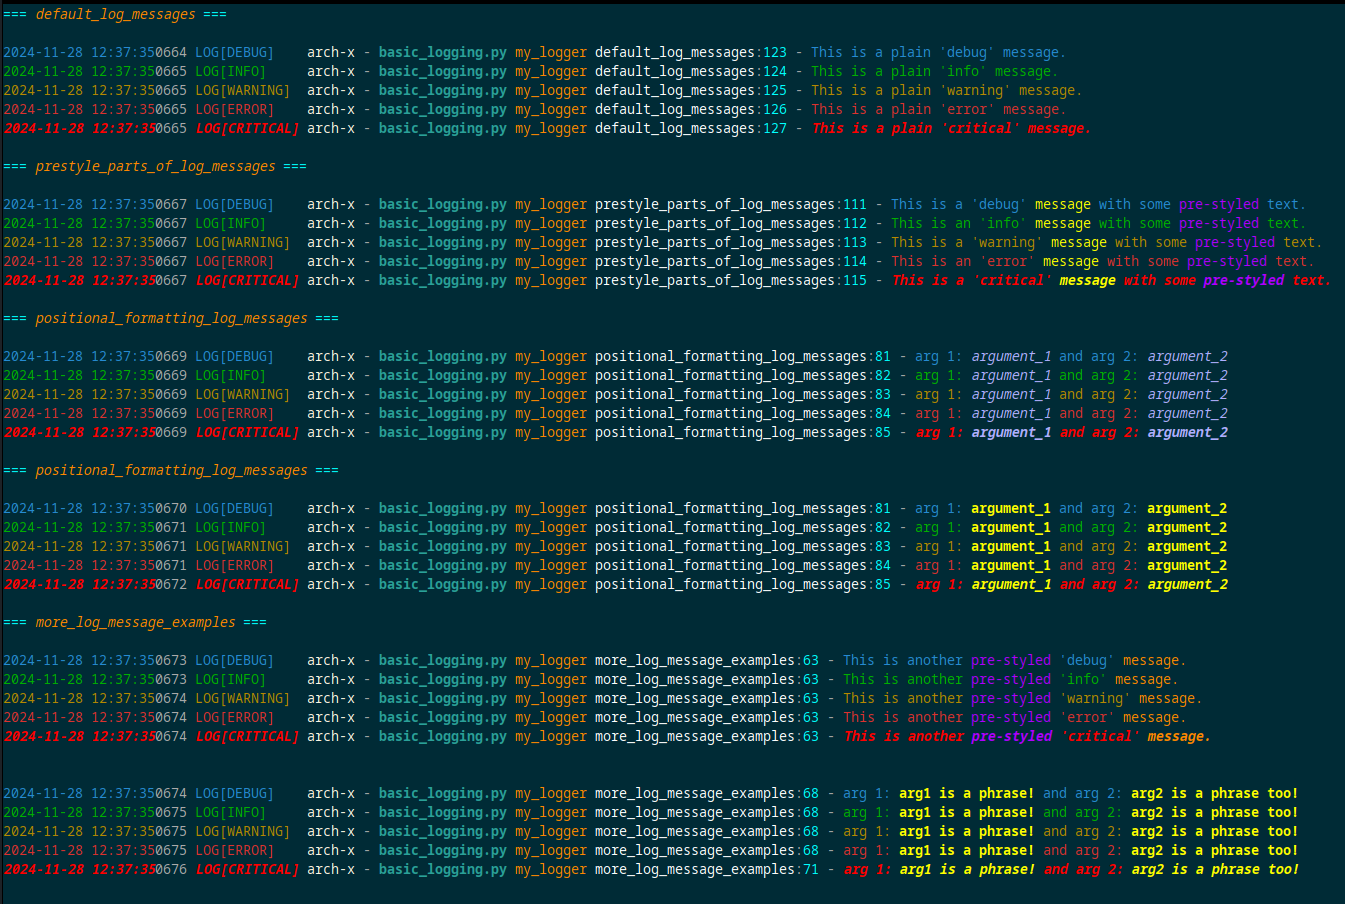 === default_log_messages ===
2024-11-28 12:37:350664 LOG[DEBUG] arch-x - basic_logging.py my_logger default_log_messages:123 - This is a plain 'debug' message.
2024-11-28 12:37:350665 LOG[INFO] arch-x - basic_logging.py my_logger default_log_messages:124 - This is a plain 'info' message.
2024-11-28 12:37:350665 LOG[WARNING] arch-x - basic_logging.py my_logger default_log_messages:125 - This is a plain 'warning' message.
2024-11-28 12:37:350665 LOG[ERROR] arch-x - basic_logging.py my_logger default_log_messages:126 - This is a plain 'error' message.
2024-11-28 12:37:350665 LOG[CRITICAL] arch-x - basic_logging.py my_logger default_log_messages:127 - This is a plain 'critical' message.
=== prestyle_parts_of_log_messages ===
2024-11-28 12:37:350667 LOG[DEBUG] arch-x - basic_logging.py my_logger prestyle_parts_of_log_messages:111 - This is a 'debug' message with some pre-styled text.
2024-11-28 12:37:350667 LOG[INFO] arch-x - basic_logging.py my_logger prestyle_parts_of_log_messages:112 - This is an 'info' message with some pre-styled text.
2024-11-28 12:37:350667 LOG[WARNING] arch-x - basic_logging.py my_logger prestyle_parts_of_log_messages:113 - This is a 'warning' message with some pre-styled text.
2024-11-28 12:37:350667 LOG[ERROR] arch-x - basic_logging.py my_logger prestyle_parts_of_log_messages:114 - This is an 'error' message with some pre-styled text.
2024-11-28 12:37:350667 LOG[CRITICAL] arch-x - basic_logging.py my_logger prestyle_parts_of_log_messages:115 - This is a 'critical' message with some pre-styled text.
=== positional_formatting_log_messages ===
2024-11-28 12:37:350669 LOG[DEBUG] arch-x - basic_logging.py my_logger positional_formatting_log_messages:81 - arg 1: argument_1 and arg 2: argument_2
2024-11-28 12:37:350669 LOG[INFO] arch-x - basic_logging.py my_logger positional_formatting_log_messages:82 - arg 1: argument_1 and arg 2: argument_2
2024-11-28 12:37:350669 LOG[WARNING] arch-x - basic_logging.py my_logger positional_formatting_log_messages:83 - arg 1: argument_1 and arg 2: argument_2
2024-11-28 12:37:350669 LOG[ERROR] arch-x - basic_logging.py my_logger positional_formatting_log_messages:84 - arg 1: argument_1 and arg 2: argument_2
2024-11-28 12:37:350669 LOG[CRITICAL] arch-x - basic_logging.py my_logger positional_formatting_log_messages:85 - arg 1: argument_1 and arg 2: argument_2
=== positional_formatting_log_messages ===
2024-11-28 12:37:350670 LOG[DEBUG] arch-x - basic_logging.py my_logger positional_formatting_log_messages:81 - arg 1: argument_1 and arg 2: argument_2
2024-11-28 12:37:350671 LOG[INFO] arch-x - basic_logging.py my_logger positional_formatting_log_messages:82 - arg 1: argument_1 and arg 2: argument_2
2024-11-28 12:37:350671 LOG[WARNING] arch-x - basic_logging.py my_logger positional_formatting_log_messages:83 - arg 1: argument_1 and arg 2: argument_2
2024-11-28 12:37:350671 LOG[ERROR] arch-x - basic_logging.py my_logger positional_formatting_log_messages:84 - arg 1: argument_1 and arg 2: argument_2
2024-11-28 12:37:350672 LOG[CRITICAL] arch-x - basic_logging.py my_logger positional_formatting_log_messages:85 - arg 1: argument_1 and arg 2: argument_2
=== more_log_message_examples ===
2024-11-28 12:37:350673 LOG[DEBUG] arch-x - basic_logging.py my_logger more_log_message_examples:63 - This is another pre-styled 'debug' message.
2024-11-28 12:37:350673 LOG[INFO] arch-x - basic_logging.py my_logger more_log_message_examples:63 - This is another pre-styled 'info' message.
2024-11-28 12:37:350674 LOG[WARNING] arch-x - basic_logging.py my_logger more_log_message_examples:63 - This is another pre-styled 'warning' message.
2024-11-28 12:37:350674 LOG[ERROR] arch-x - basic_logging.py my_logger more_log_message_examples:63 - This is another pre-styled 'error' message.
2024-11-28 12:37:350674 LOG[CRITICAL] arch-x - basic_logging.py my_logger more_log_message_examples:63 - This is another pre-styled 'critical' message.
2024-11-28 12:37:350674 LOG[DEBUG] arch-x - basic_logging.py my_logger more_log_message_examples:68 - arg 1: arg1 is a phrase! and arg 2: arg2 is a phrase too!
2024-11-28 12:37:350675 LOG[INFO] arch-x - basic_logging.py my_logger more_log_message_examples:68 - arg 1: arg1 is a phrase! and arg 2: arg2 is a phrase too!
2024-11-28 12:37:350675 LOG[WARNING] arch-x - basic_logging.py my_logger more_log_message_examples:68 - arg 1: arg1 is a phrase! and arg 2: arg2 is a phrase too!
2024-11-28 12:37:350675 LOG[ERROR] arch-x - basic_logging.py my_logger more_log_message_examples:68 - arg 1: arg1 is a phrase! and arg 2: arg2 is a phrase too!
2024-11-28 12:37:350676 LOG[CRITICAL] arch-x - basic_logging.py my_logger more_log_message_examples:71 - arg 1: arg1 is a phrase! and arg 2: arg2 is a phrase too!